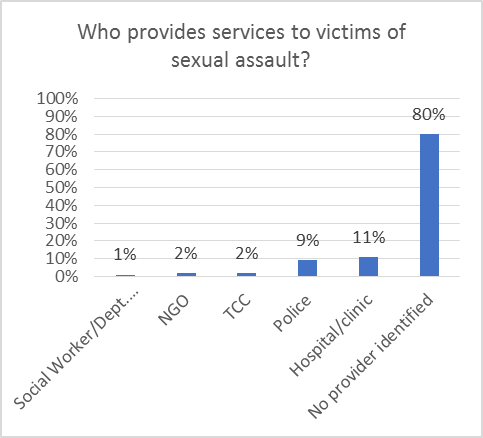 Who provides services to victims of
sexual assault?
100%
90%
80%
70%
60%
50%
40%
30%
20%
10%
0%
1%
2%
2%
9%
11%
80%
Social Worker/Dept....
NGO
TCC
Police
Hospital/clinic
No provider identified